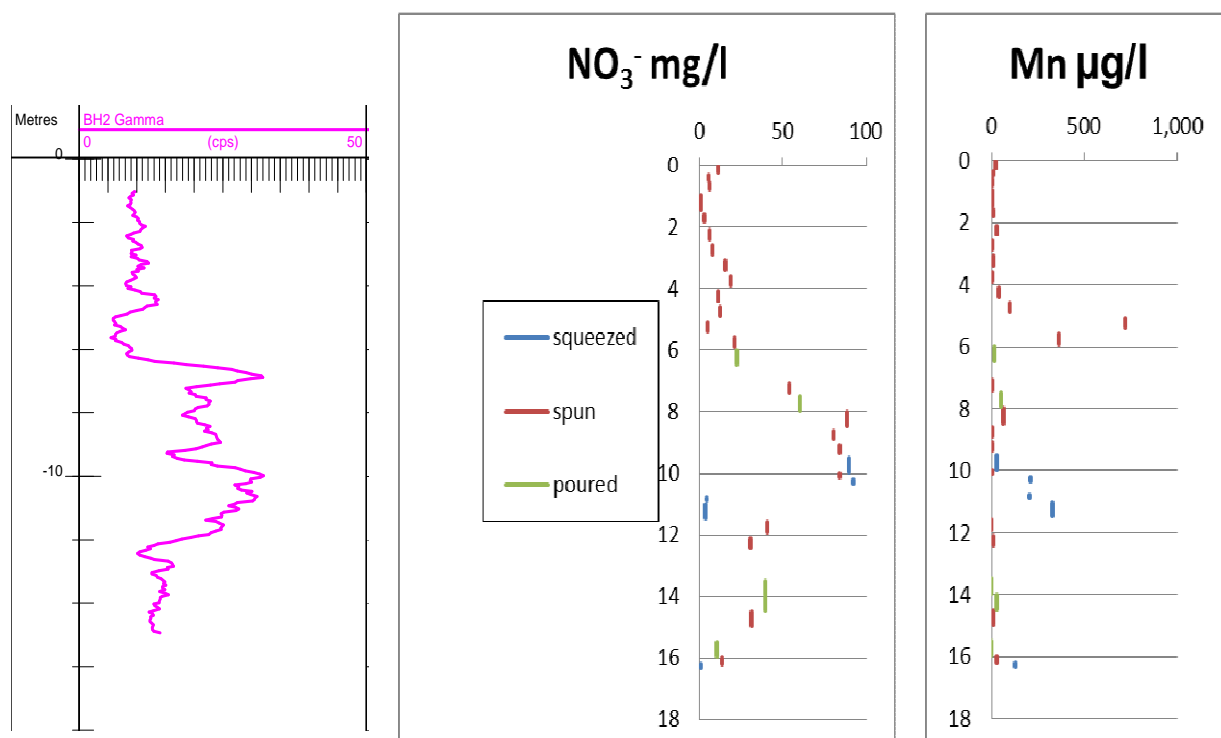 Metres
BH2 Gamma
0 (cps) 50
0
-10
NO₃⁻ mg/l
0 50 100
0
2
4
6
8
10
12
14
16
18
squeezed
spun
poured
Mn µg/l
0 500 1,000
0
2
4
6
8
10
12
14
16
18